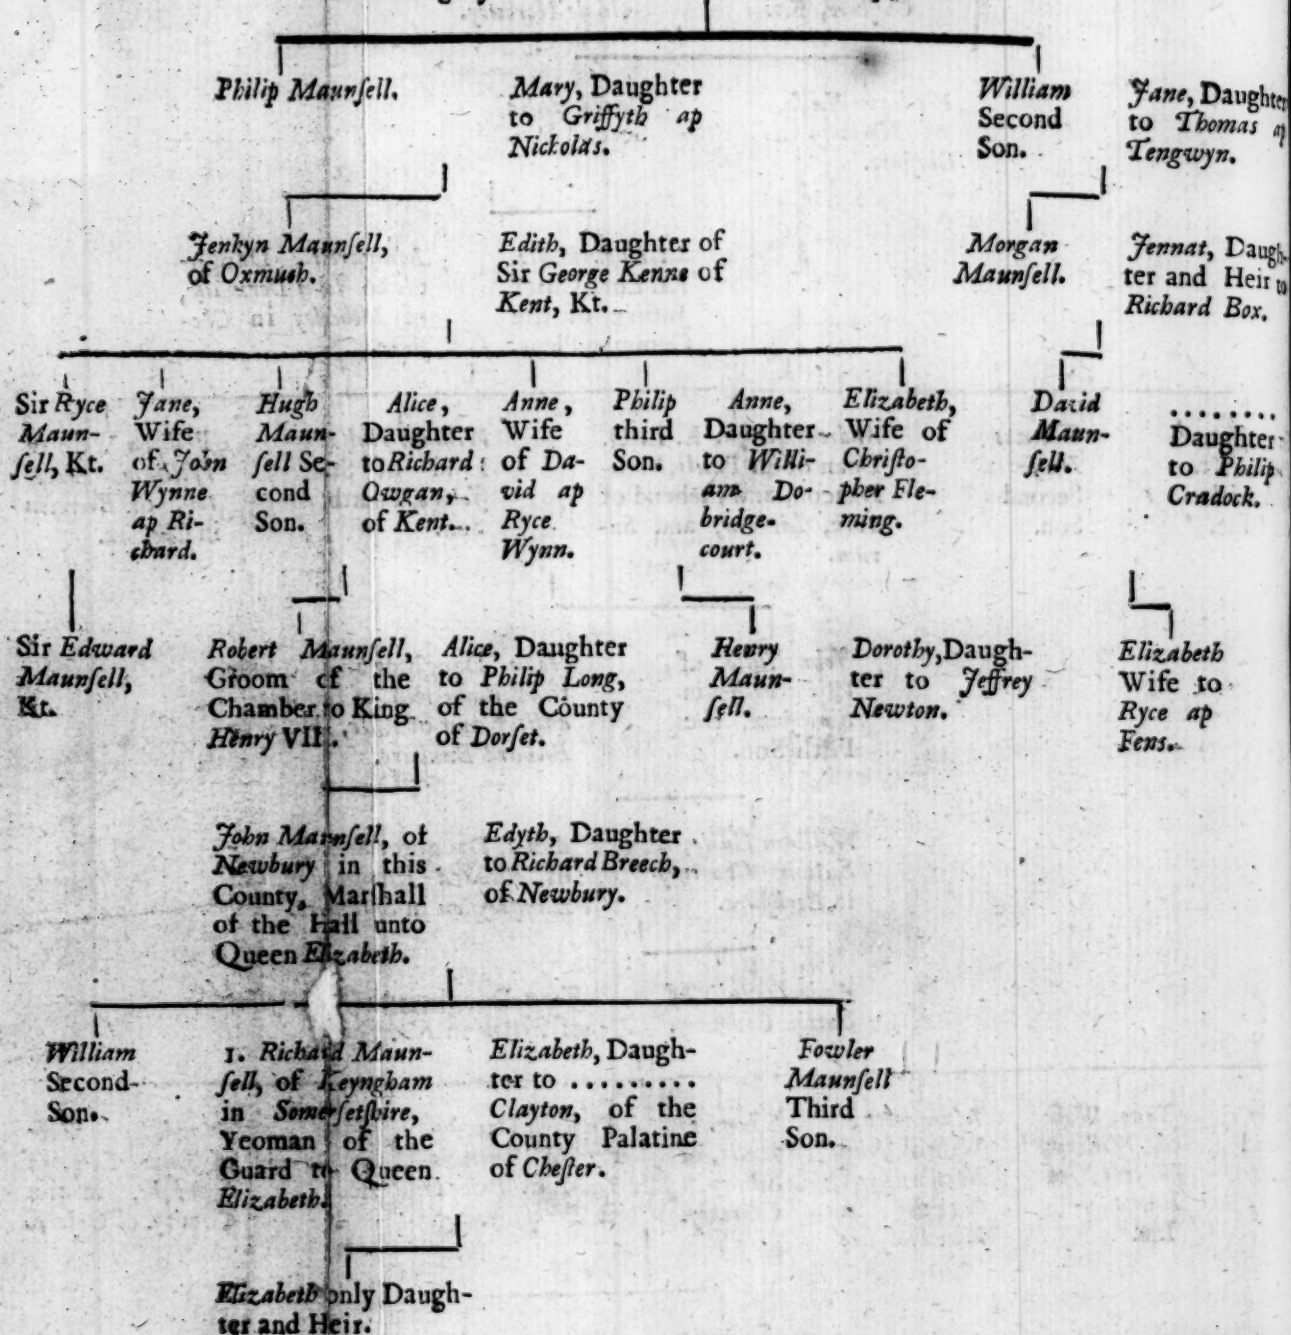 Philip Maunſell.
Mary, Daughter
to Griffyth ap
Nickolas.
William
Second
Son.
Jane, Daughter
to Thomas ap
Tengwyn.
Jenkyn Maunſell,
of Oxmuch.
Edith, Daughter of
Sir George Kenne of
Kent, Kt.
Morgan
Maunſell.
Jennat, Daugh-
ter and Heir to
Richard Box.
Sir Ryce
Maun-
ſell, Kt.
Jane,
Wife
of John
Wynne
ap Ri-
chard.
Hugh
Maun-
ſell Se-
cond
Son.
Alice,
Daughter
to Richard
Owgan,
of Kent.
Anne,
Wife
of Da-
vid ap
Ryce
Wynn.
Philip
third
Son.
Anne,
Daughter
to Willi-
am Do-
bridge-
court.
Elizabeth,
Wife of
Chriſto-
pher Fle-
ming.
David
Maun-
ſell.
........
Daughter
to Philip
Cradock.
Sir Edward
Maunſell,
Kt.
Robert Maunſell,
Groom of the
Chamber to King
Henry VII.
Alice, Daughter
to Philip Long,
of the County
of Dorſet.
Henry
Maun-
ſell.
Dorothy, Daugh-
ter to Jeffrey
Newton.
Elizabeth
Wife to
Ryce ap
Fens.
John Maunſell, of
Newbury in this
County, Marſhall
of the Hall unto
Queen Elizabeth.
Edyth, Daughter
to Richard Breech,
of Newbury.
William
Second
Son.
1. Richard Maun-
ſell, of Keyngham
in Somerſetſhire,
Yeoman of the
Guard to Queen
Elizabeth.
Elizabeth, Daugh-
ter to .........
Clayton, of the
County Palatine
of Cheſter.
Fowler
Maunſell
Third
Son.
Elizabeth only Daugh-
ter and Heir.